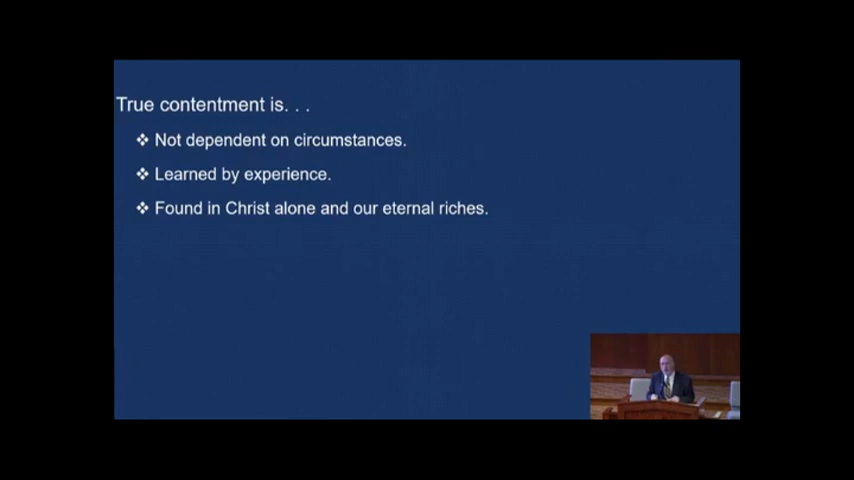 True contentment is. . .
❖ Not dependent on circumstances.
❖ Learned by experience.
❖ Found in Christ alone and our eternal riches.